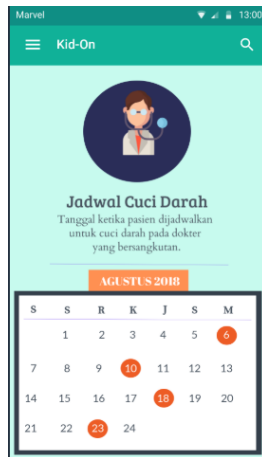 Marvel 13:00
Kid-On
Jadwal Cuci Darah
Tanggal ketika pasien dijadwalkan
untuk cuci darah pada dokter
yang bersangkutan.
AGUSTUS 2018
S S R K J S M
1 2 3 4 5 6
7 8 9 10 11 12 13
14 15 16 17 18 19 20
21 22 23 24